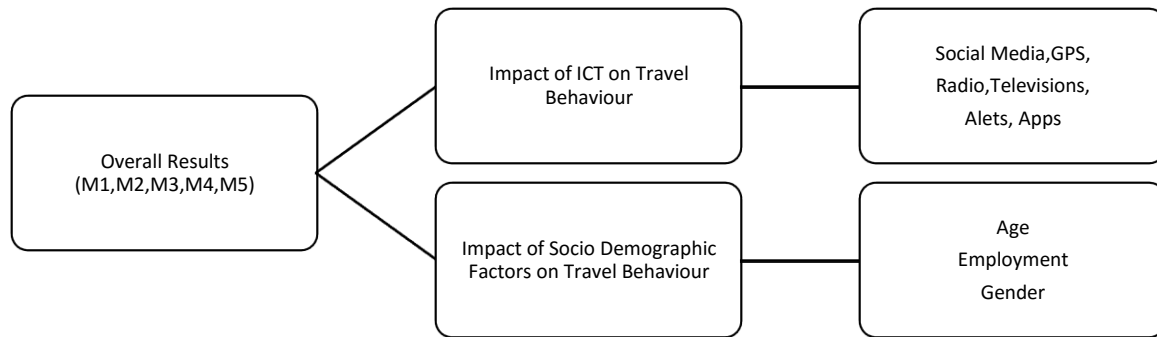 Overall Results
(M1,M2,M3,M4,M5)
Impact of ICT on Travel
Behaviour
Social Media,GPS,
Radio,Televisions,
Alets, Apps
Impact of Socio Demographic
Factors on Travel Behaviour
Age
Employment
Gender